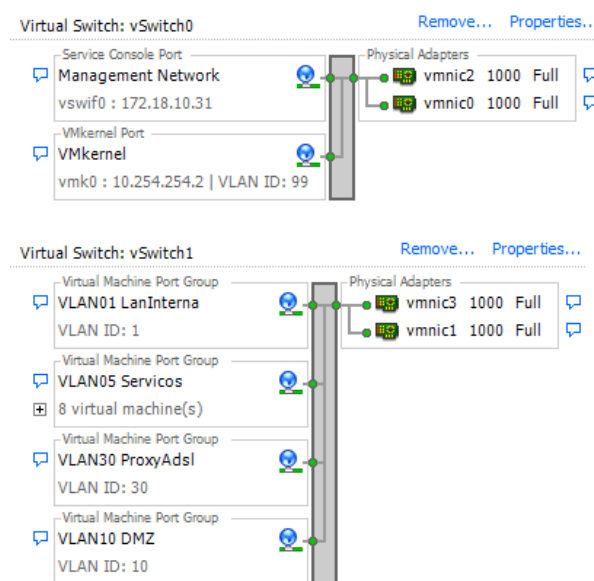 Virtual Switch: vSwitch0
Remove... Properties..
Service Console Port
Management Network
vswif0 : 172.18.10.31
Physical Adapters
vmnic2 1000 Full
vmnic0 1000 Full
VMkernel Port
VMkernel
vmk0 : 10.254.254.2 | VLAN ID: 99
Virtual Switch: vSwitch1
Remove... Properties...
Virtual Machine Port Group
VLAN01 LanInterna
VLAN ID: 1
Physical Adapters
vmnic3 1000 Full
vmnic1 1000 Full
Virtual Machine Port Group
VLAN05 Servicos
8 virtual machine(s)
Virtual Machine Port Group
VLAN30 ProxyAdsl
VLAN ID: 30
Virtual Machine Port Group
VLAN10 DMZ
VLAN ID: 10